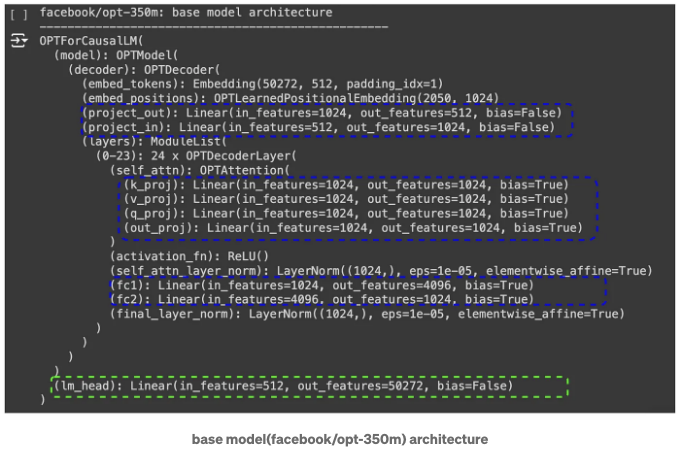 [ ] facebook/opt-350m: base model architecture
--------------------------------------------------
OPTForCausalLM(
(model): OPTModel(
(decoder): OPTDecoder(
(embed_tokens): Embedding(50272, 512, padding_idx=1)
(embed_positions): OPTLearnedPositionalEmbedding(2050, 1024)
(project_out): Linear(in_features=1024, out_features=512, bias=False)
(project_in): Linear(in_features=512, out_features=1024, bias=False)
(layers): ModuleList(
(0-23): 24 x OPTDecoderLayer(
(self_attn): OPTAttention(
(k_proj): Linear(in_features=1024, out_features=1024, bias=True)
(v_proj): Linear(in_features=1024, out_features=1024, bias=True)
(q_proj): Linear(in_features=1024, out_features=1024, bias=True)
(out_proj): Linear(in_features=1024, out_features=1024, bias=True)
)
(activation_fn): ReLU()
(self_attn_layer_norm): LayerNorm((1024,), eps=1e-05, elementwise_affine=True)
(fc1): Linear(in_features=1024, out_features=4096, bias=True)
(fc2): Linear(in_features=4096, out_features=1024, bias=True)
(final_layer_norm): LayerNorm((1024,), eps=1e-05, elementwise_affine=True)
)
)
)
)
(lm_head): Linear(in_features=512, out_features=50272, bias=False)
)
base model(facebook/opt-350m) architecture